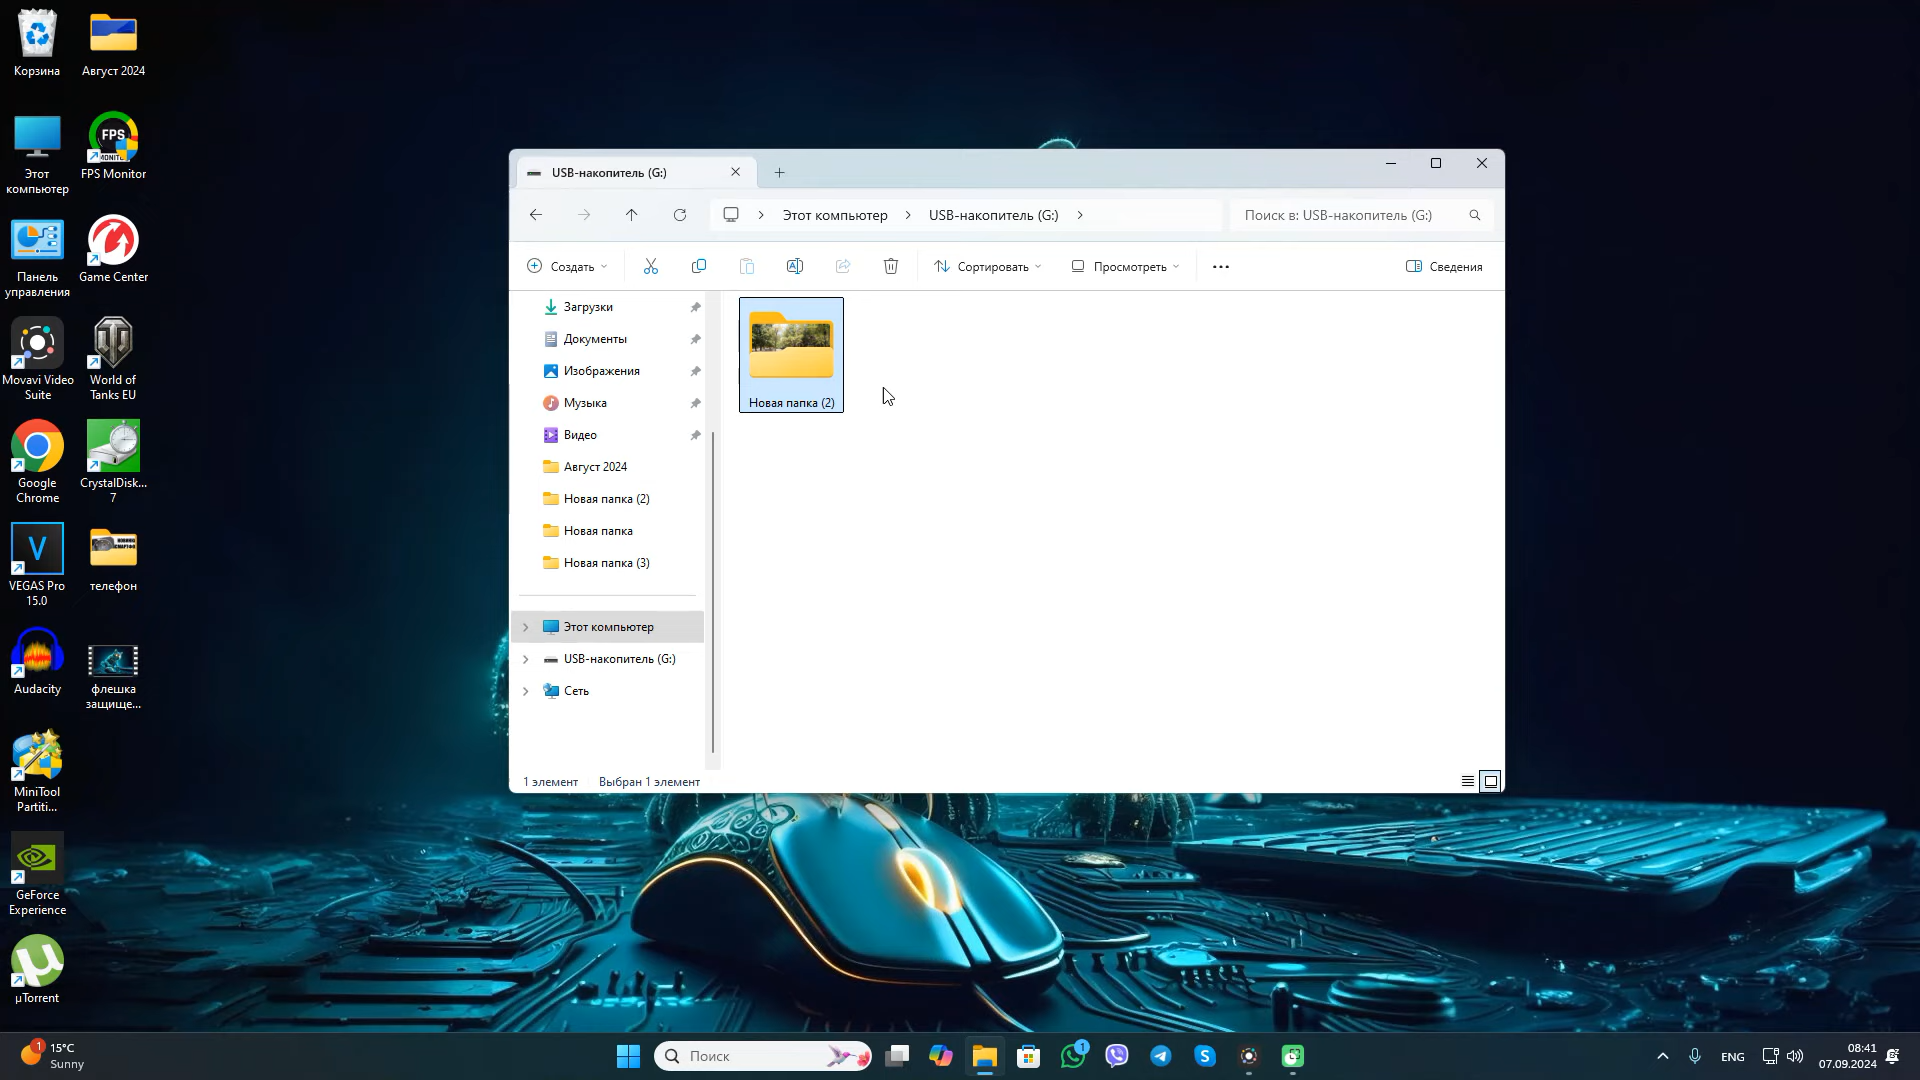 Корзина
Август 2024
Этот
компьютер
FPS
MONITOR
FPS Monitor
Панель
управления
Game Center
Movavi Video
Suite
World of
Tanks EU
Google
Chrome
CrystalDisk...
7
V
VEGAS Pro
15.0
телефон
Audacity
флешка
защище...
MiniTool
Partiti...
GeForce
Experience
µTorrent
USB-накопитель (G:)
Этот компьютер
USB-накопитель (G:)
Поиск в: USB-накопитель (G:)
Создать
Сортировать
Просмотреть
Сведения
Загрузки
Документы
Изображения
Музыка
Видео
Август 2024
Новая папка (2)
Новая папка
Новая папка (3)
Этот компьютер
USB-накопитель (G:)
Сеть
Новая папка (2)
1 элемент
Выбран 1 элемент
1
15°C
Sunny
Поиск
1
ENG
08:41
07.09.2024